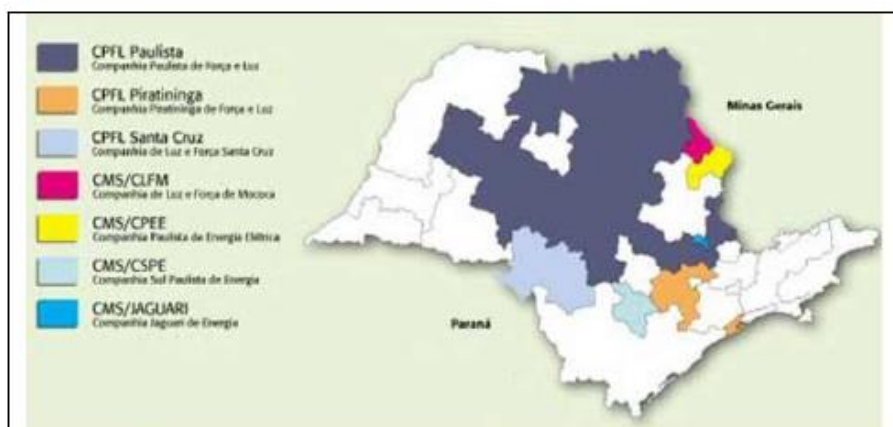 CPFL Paulista
Companhia Paulista de Força e Luz
CPFL Piratininga
Companhia Piratininga de Força e Luz
CPFL Santa Cruz
Companhia de Luz e Força Santa Cruz
CMS/CLFM
Companhia de Luz e Força de Mococa
CMS/CPEE
Companhia Paulista de Energia Elétrica
CMS/CSPE
Companhia Sul Paulista de Energia
CMS/JAGUARI
Companhia Jaguari de Energia
Minas Gerais
Paraná